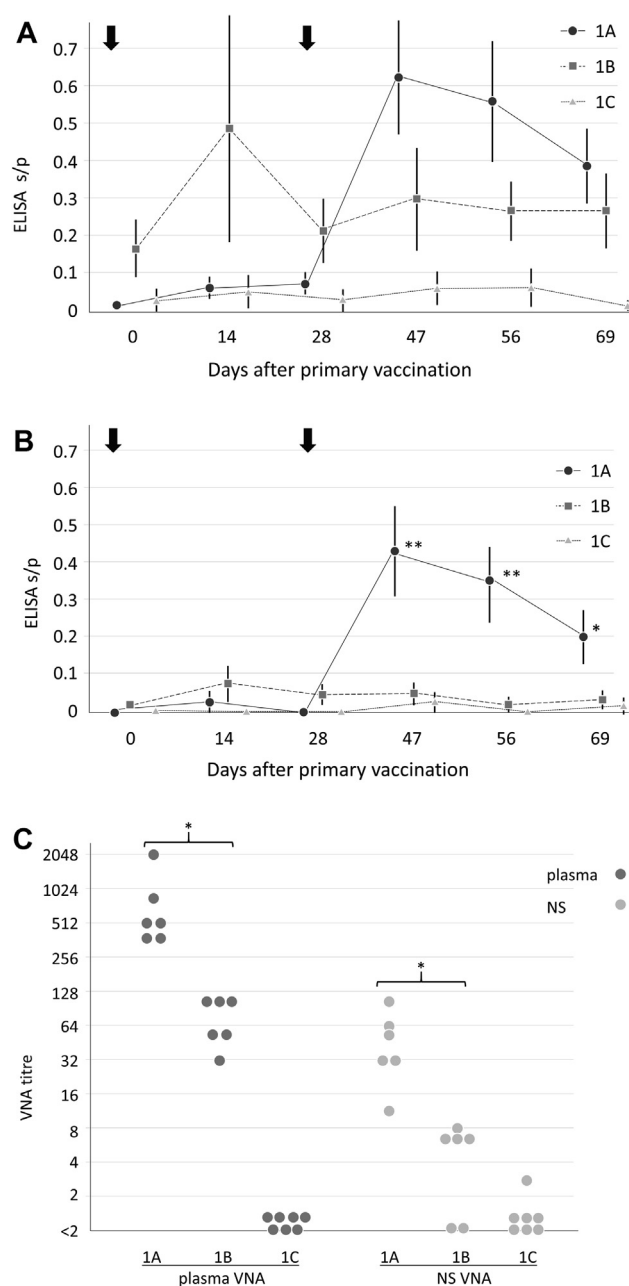 A
0.7
0.6
0.5
0.4
0.3
0.2
0.1
0
ELISA s/p
1A
1B
1C
0 14 28 47 56 69
Days after primary vaccination
B
0.7
0.6
0.5
0.4
0.3
0.2
0.1
0
ELISA s/p
1A
1B
1C
** ** *
0 14 28 47 56 69
Days after primary vaccination
C
2048
1024
512
256
128
64
32
16
8
4
2
<2
VNA titre
*
*
plasma
NS
1A 1B 1C 1A 1B 1C
plasma VNA NS VNA